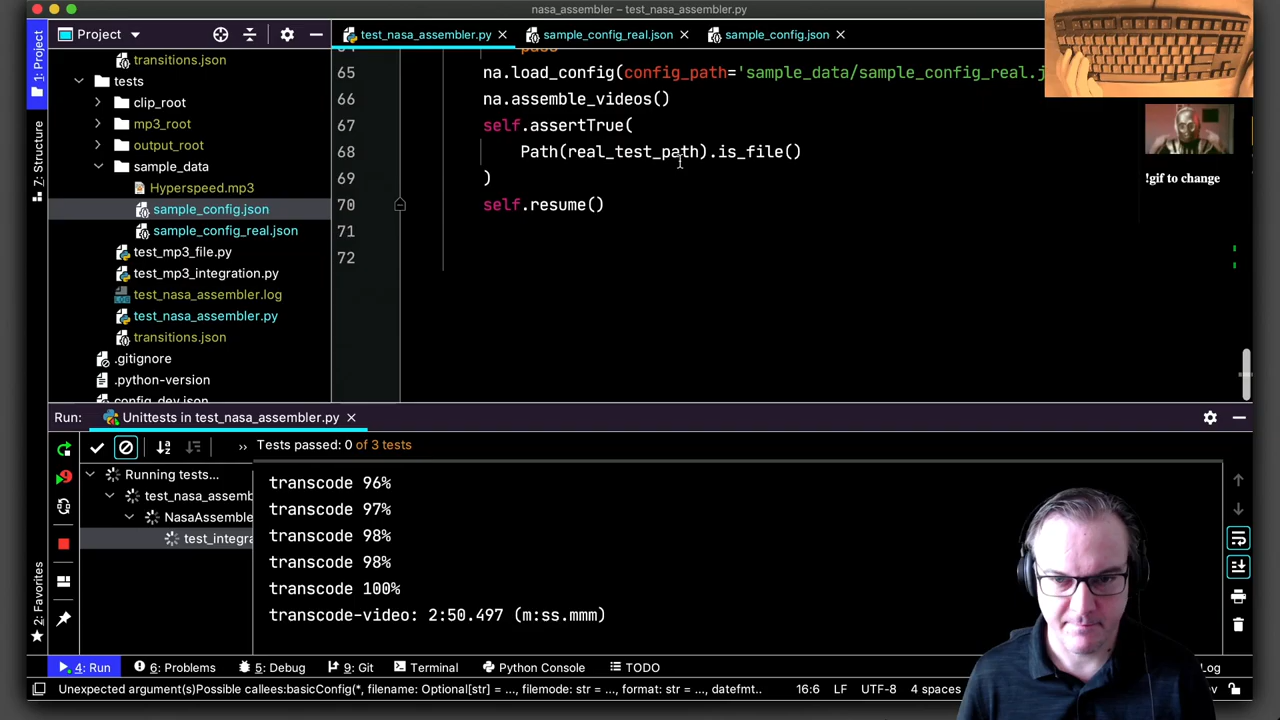 nasa_assembler – test_nasa_assembler.py
1: Project
Project
test_nasa_assembler.py
sample_config_real.json
sample_config.json
transitions.json
tests
clip_root
mp3_root
output_root
sample_data
Hyperspeed.mp3
sample_config.json
sample_config_real.json
test_mp3_file.py
test_mp3_integration.py
test_nasa_assembler.log
test_nasa_assembler.py
transitions.json
.gitignore
.python-version
config_dev.json
7: Structure
2: Favorites
64 pass
65 na.load_config(config_path='sample_data/sample_config_real.j
66 na.assemble_videos()
67 self.assertTrue(
68 Path(real_test_path).is_file()
69 )
70 self.resume()
71
72
!gif to change
Run: Unittests in test_nasa_assembler.py
» Tests passed: 0 of 3 tests
Running tests...
test_nasa_assemb
NasaAssemble
test_integra
transcode 96%
transcode 97%
transcode 98%
transcode 98%
transcode 100%
transcode-video: 2:50.497 (m:ss.mmm)
4: Run
6: Problems
5: Debug
9: Git
Terminal
Python Console
TODO
Log
Unexpected argument(s)Possible callees:basicConfig(*, filename: Optional[str] = ..., filemode: str = ..., format: str = ..., datefmt..
16:6 LF UTF-8 4 spaces